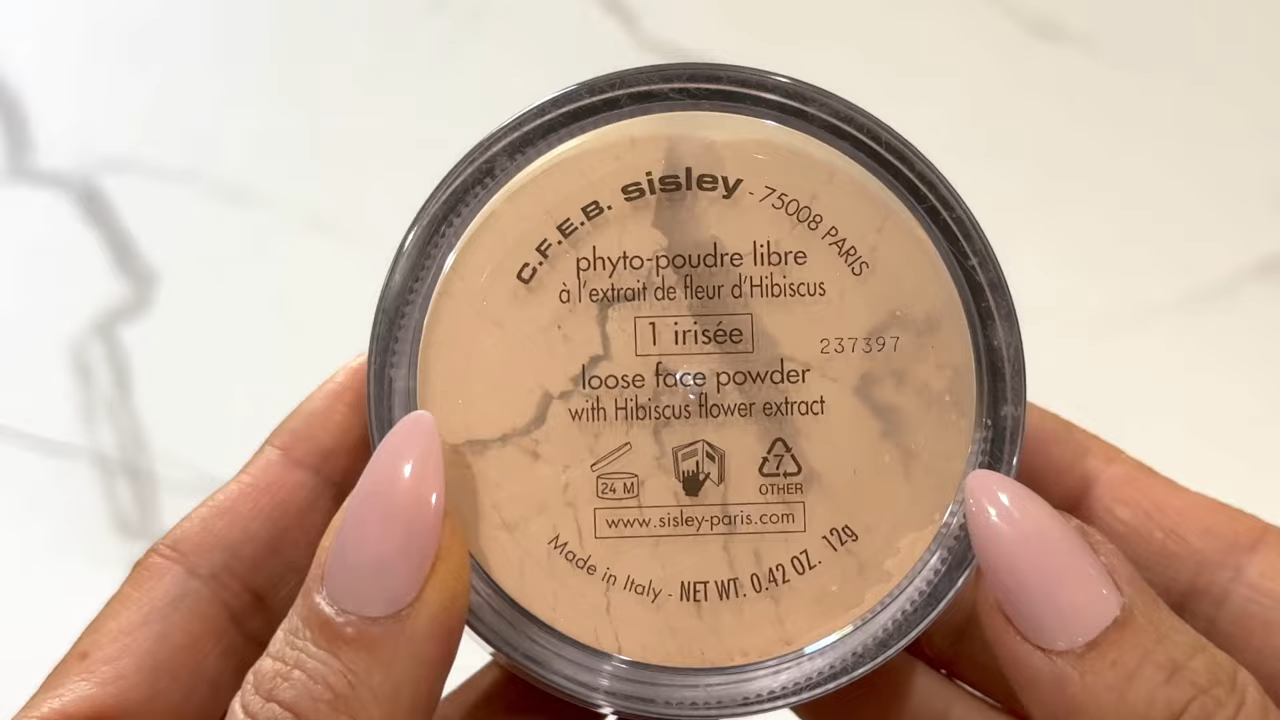 C.F.E.B. sisley - 75008 PARIS
phyto-poudre libre
à l'extrait de fleur d'Hibiscus
1 irisée
237397
loose face powder
with Hibiscus flower extract
24 M
7
OTHER
www.sisley-paris.com
Made in Italy - NET WT. 0.42 OZ. 12g